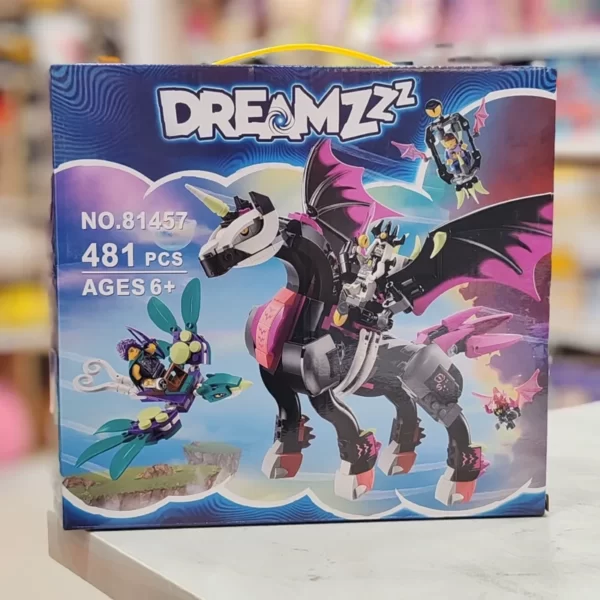 DREAMZzz
NO.81457
481 PCS
AGES 6+